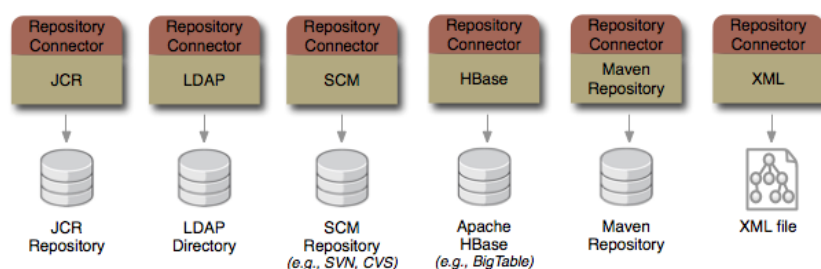 Repository
Connector
JCR
Repository
Connector
LDAP
Repository
Connector
SCM
Repository
Connector
HBase
Repository
Connector
Maven
Repository
Repository
Connector
XML
JCR
Repository
LDAP
Directory
SCM
Repository
(e.g., SVN, CVS)
Apache
HBase
(e.g., BigTable)
Maven
Repository
XML file